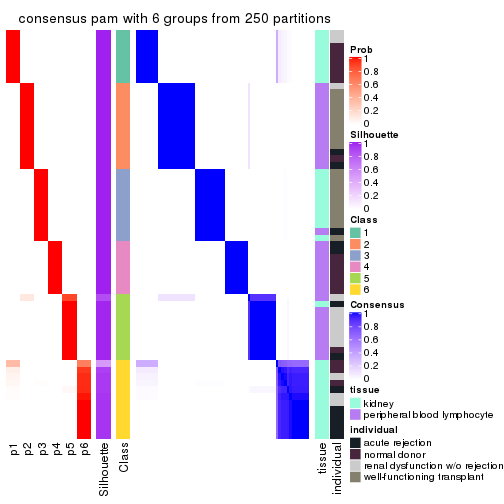 consensus pam with 6 groups from 250 partitions
Prob
1
0.8
0.6
0.4
0.2
0
Silhouette
1
0.8
0.6
0.4
0.2
0
Class
1
2
3
4
5
6
Consensus
1
0.8
0.6
0.4
0.2
0
tissue
kidney
peripheral blood lymphocyte
individual
acute rejection
normal donor
renal dysfunction w/o rejection
well-functioning transplant
p1
p2
p3
p4
p5
p6
Silhouette
Class
tissue
individual